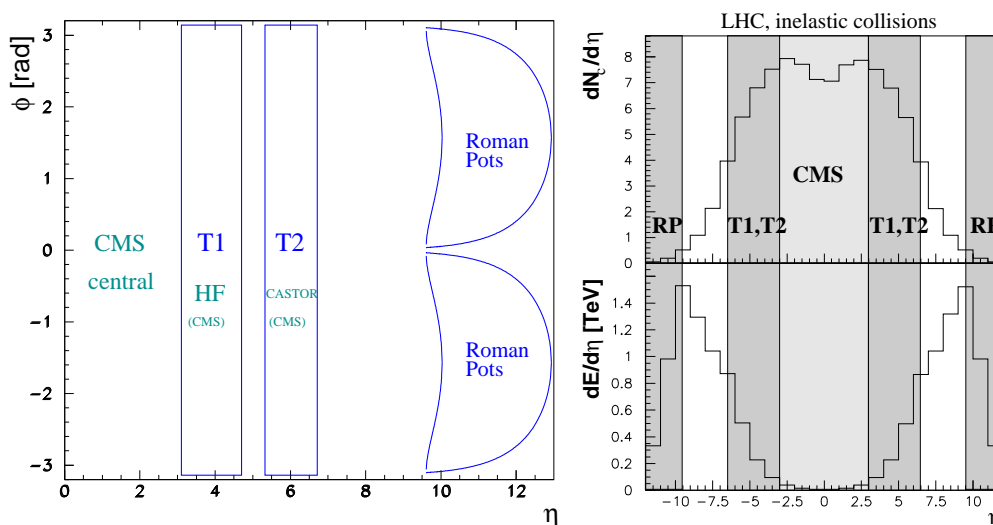 3
2
1
0
-1
-2
-3
ϕ [rad]
CMS
central
T1
HF
(CMS)
T2
CASTOR
(CMS)
Roman
Pots
Roman
Pots
0
2
4
6
8
10
12
η
LHC, inelastic collisions
dN_c/dη
8
7
6
5
4
3
2
1
0
RP
T1,T2
CMS
T1,T2
dE/dη [TeV]
1.4
1.2
1
0.8
0.6
0.4
0.2
0
-10
-7.5
-5
-2.5
0
2.5
5
7.5
10